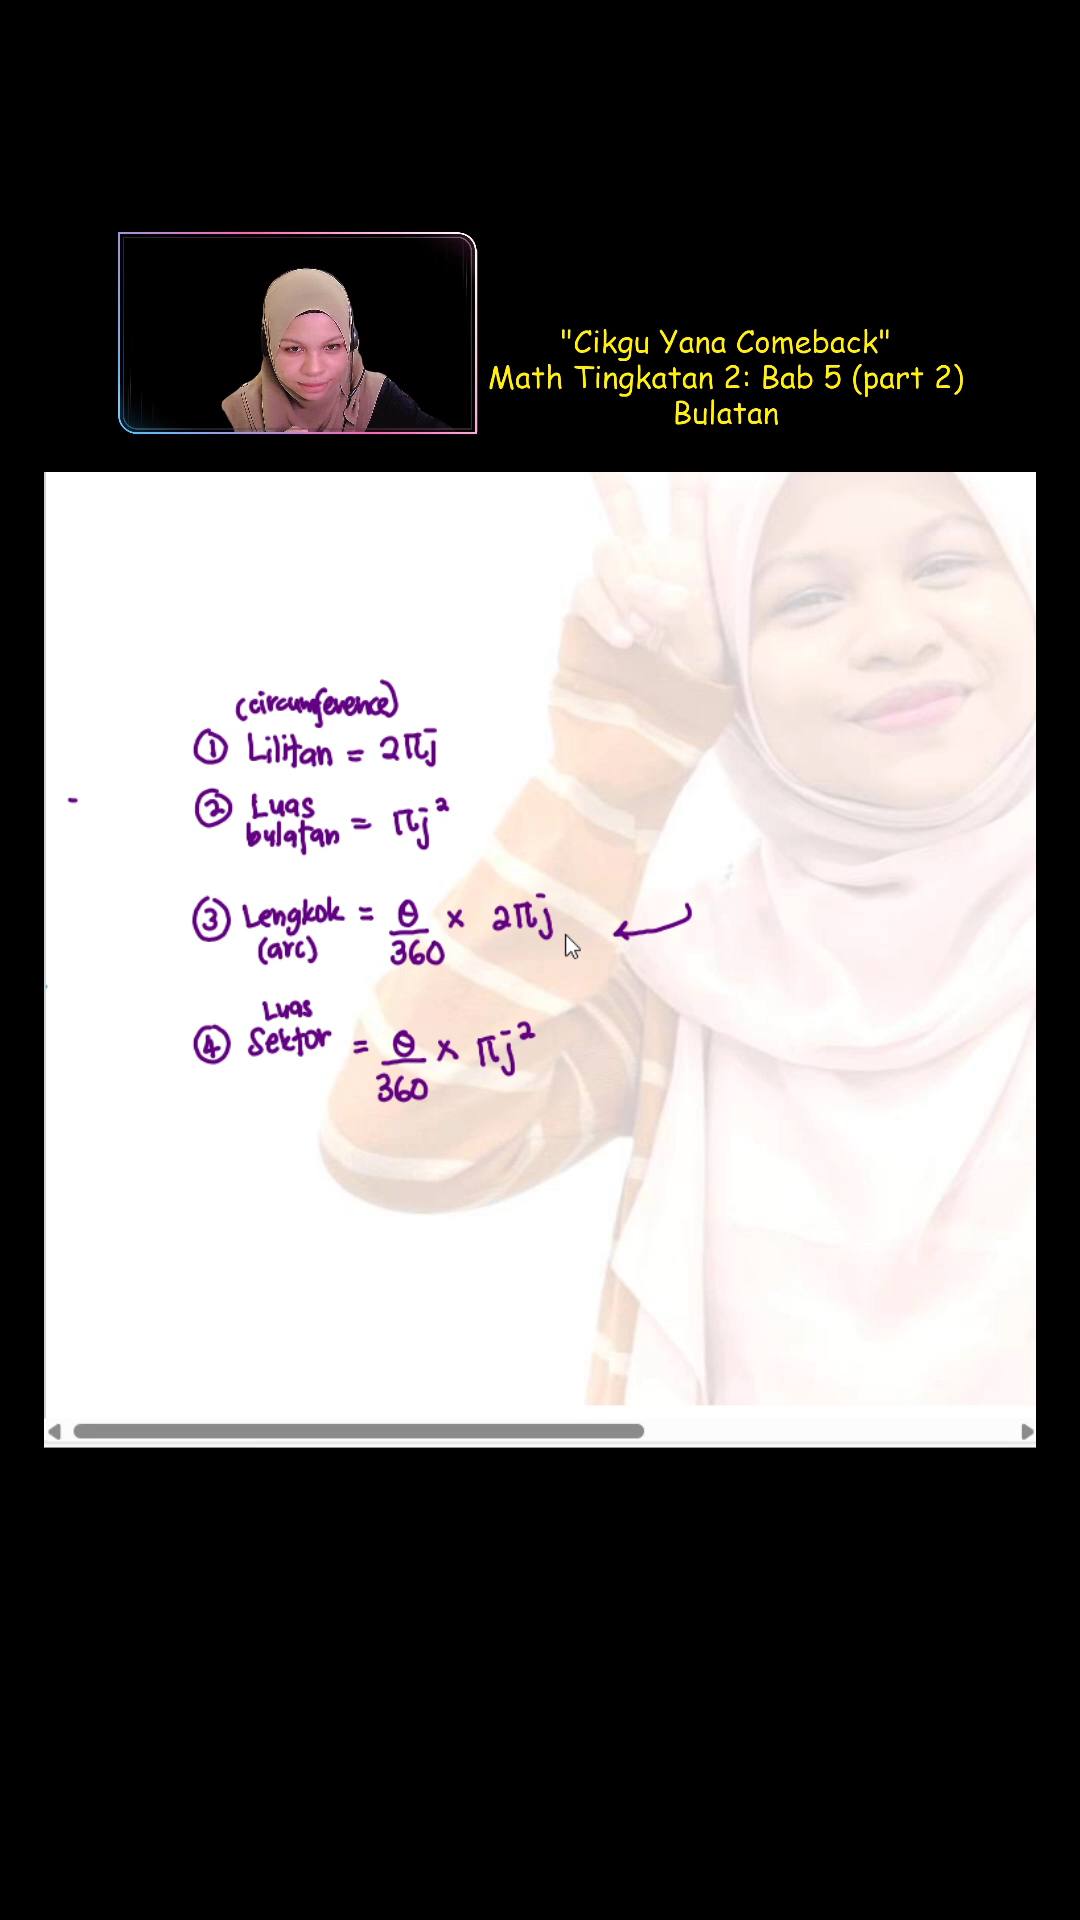 "Cikgu Yana Comeback"
Math Tingkatan 2: Bab 5 (part 2)
Bulatan
(circumference)
① Lilitan = 2πj
② Luas bulatan = πj²
③ Lengkok (arc) = θ/360 × 2πj
④ Luas Sektor = θ/360 × πj²